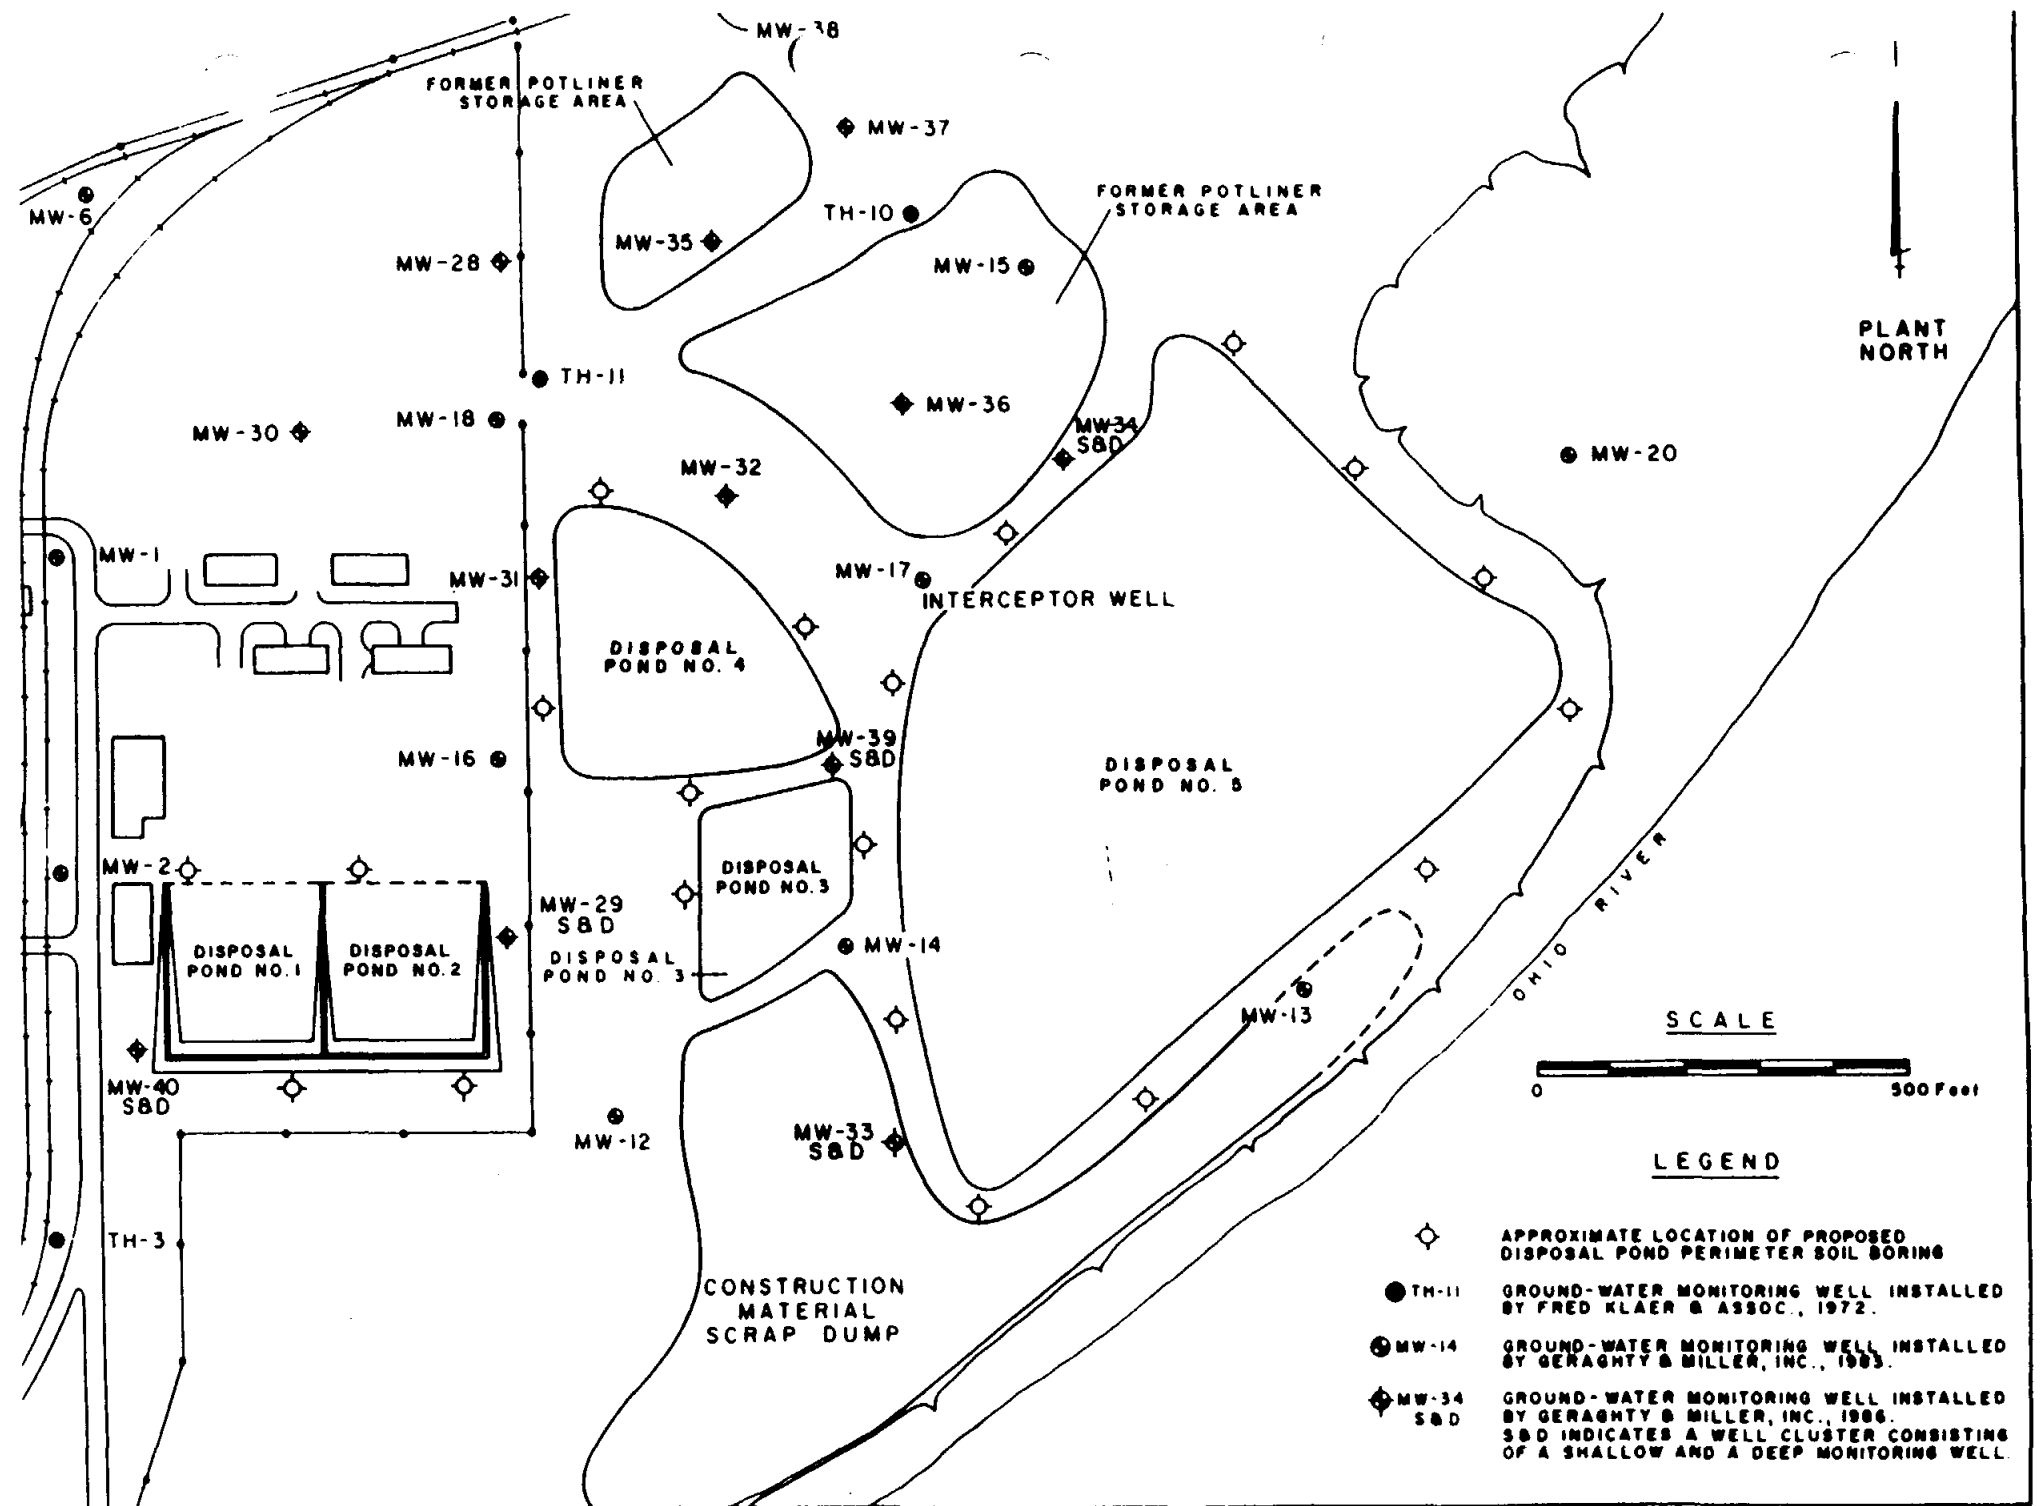 MW-38
FORMER POTLINER
STORAGE AREA
MW-37
MW-6
TH-10
FORMER POTLINER
STORAGE AREA
MW-35
MW-28
MW-15
PLANT
NORTH
TH-11
MW-36
MW-18
MW-30
MW34
S&D
MW-20
MW-32
MW-1
MW-31
MW-17
INTERCEPTOR WELL
DISPOSAL
POND NO. 4
MW-39
S&D
MW-16
DISPOSAL
POND NO. 5
MW-2
DISPOSAL
POND NO.3
OHIO RIVER
MW-29
S&D
MW-14
DISPOSAL
POND NO.1
DISPOSAL
POND NO.2
DISPOSAL
POND NO. 3
MW-13
SCALE
0 500 Feet
MW-40
S&D
MW-12
MW-33
S&D
LEGEND
TH-3
APPROXIMATE LOCATION OF PROPOSED
DISPOSAL POND PERIMETER SOIL BORING
CONSTRUCTION
MATERIAL
SCRAP DUMP
TH-11 GROUND-WATER MONITORING WELL INSTALLED
BY FRED KLAER & ASSOC., 1972.
MW-14 GROUND-WATER MONITORING WELL INSTALLED
BY GERAGHTY & MILLER, INC., 1983.
MW-34 GROUND-WATER MONITORING WELL INSTALLED
S&D BY GERAGHTY & MILLER, INC., 1986.
S&D INDICATES A WELL CLUSTER CONSISTING
OF A SHALLOW AND A DEEP MONITORING WELL.